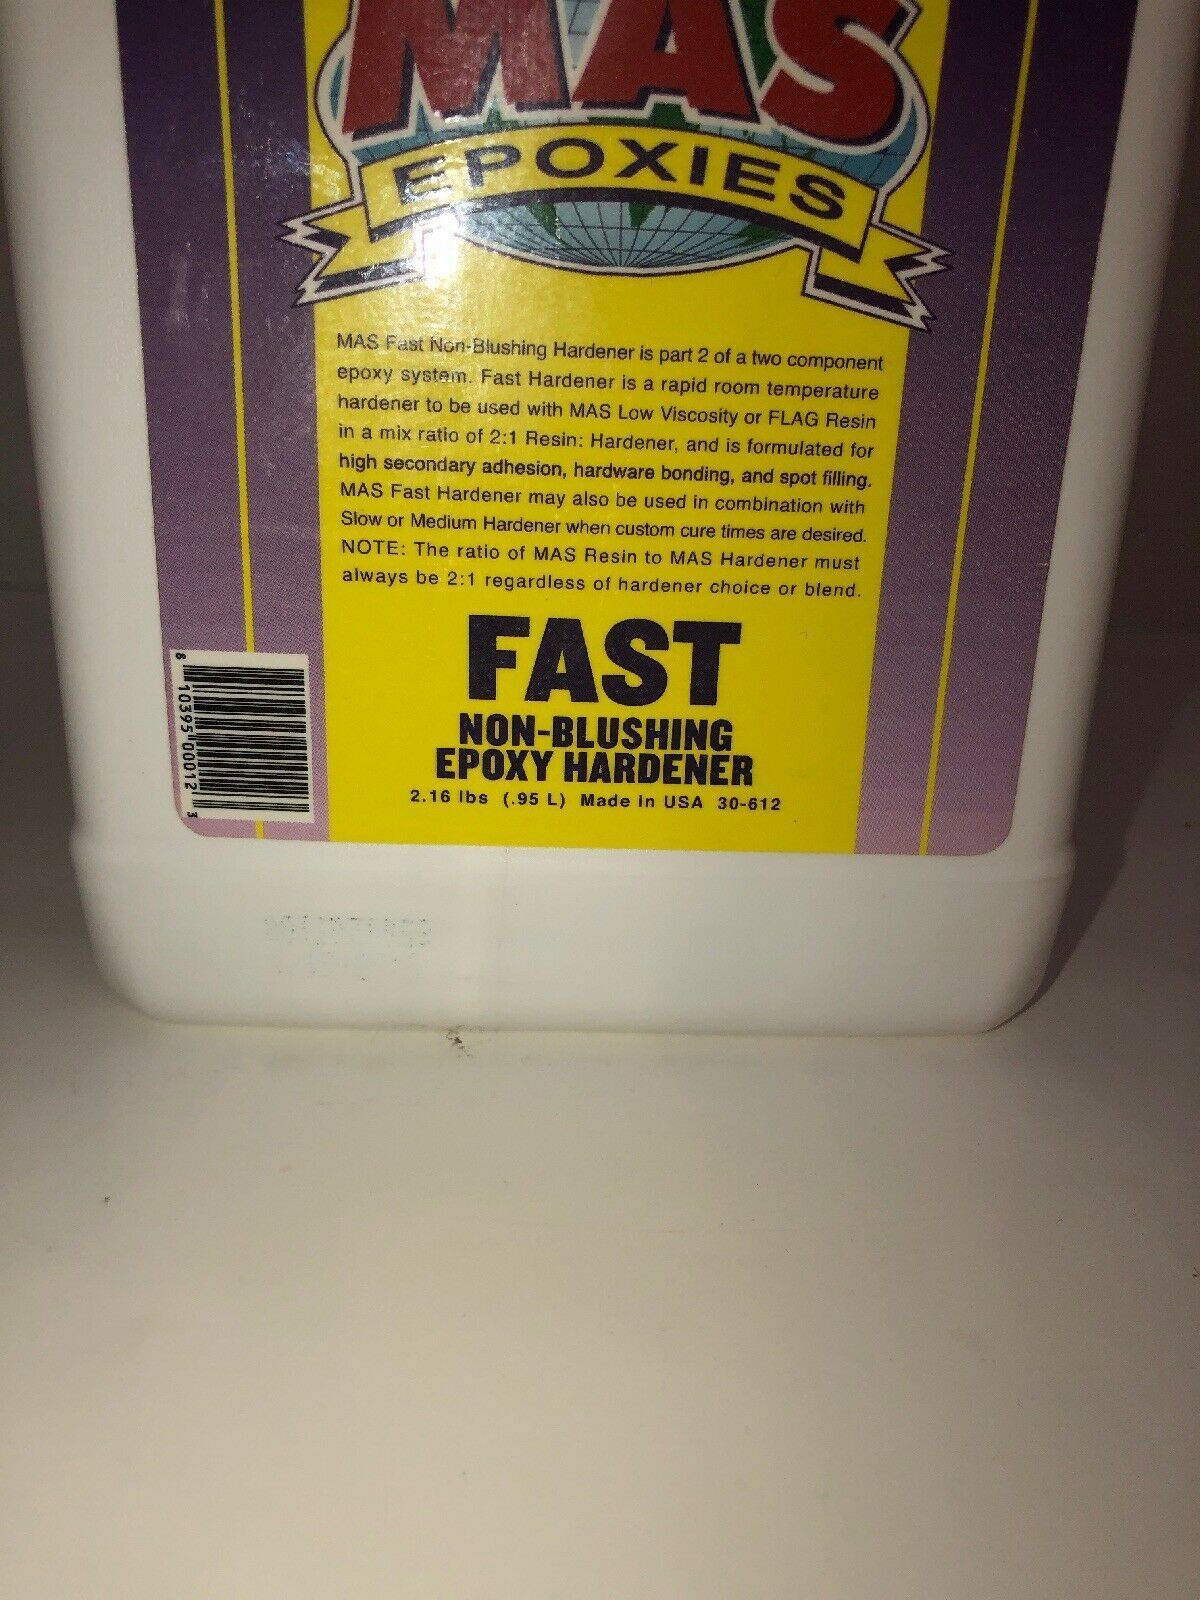 MAS
EPOXIES
MAS Fast Non-Blushing Hardener is part 2 of a two component
epoxy system. Fast Hardener is a rapid room temperature
hardener to be used with MAS Low Viscosity or FLAG Resin
in a mix ratio of 2:1 Resin: Hardener, and is formulated for
high secondary adhesion, hardware bonding, and spot filling.
MAS Fast Hardener may also be used in combination with
Slow or Medium Hardener when custom cure times are desired.
NOTE: The ratio of MAS Resin to MAS Hardener must
always be 2:1 regardless of hardener choice or blend.
FAST
NON-BLUSHING
EPOXY HARDENER
2.16 lbs (.95 L) Made in USA 30-612
8 10395 00012 3